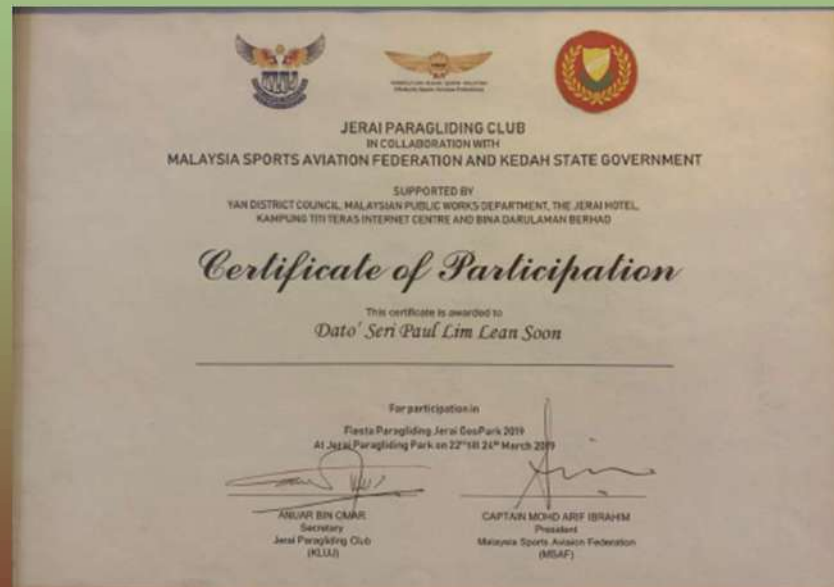 JERAI PARAGLIDING CLUB
IN COLLABORATION WITH
MALAYSIA SPORTS AVIATION FEDERATION AND KEDAH STATE GOVERNMENT
SUPPORTED BY
YAN DISTRICT COUNCIL, MALAYSIAN PUBLIC WORKS DEPARTMENT, THE JERAI HOTEL,
KAMPUNG TITI TERAS INTERNET CENTRE AND BINA DARULAMAN BERHAD
Certificate of Participation
This certificate is awarded to
Dato' Seri Paul Lim Lean Soon
For participation in
Fiesta Paragliding Jerai GeoPark 2019
At Jerai Paragliding Park on 22nd till 24th March 2019
ANUAR BIN OMAR
Secretary
Jerai Paragliding Club
(KLUJ)
CAPTAIN MOHD ARIF IBRAHIM
President
Malaysia Sports Aviation Federation
(MSAF)